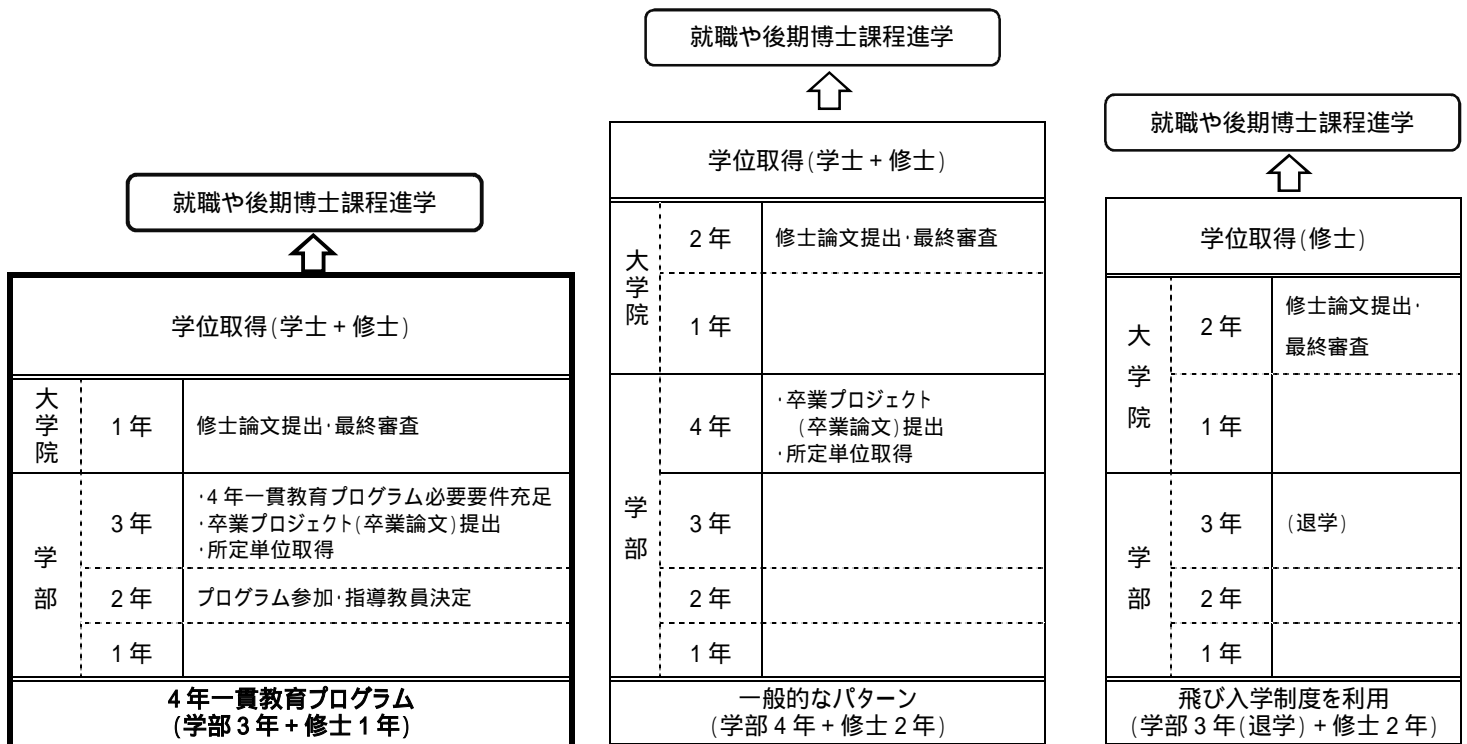 就職や後期博士課程進学
学位取得(学士+修士)
大学院
1年
修士論文提出・最終審査
学部
3年
・4年一貫教育プログラム必要要件充足
・卒業プロジェクト(卒業論文)提出
・所定単位取得
2年
プログラム参加・指導教員決定
1年
4年一貫教育プログラム
(学部3年+修士1年)
就職や後期博士課程進学
学位取得(学士+修士)
大学院
2年
修士論文提出・最終審査
1年
学部
4年
・卒業プロジェクト
(卒業論文)提出
・所定単位取得
3年
2年
1年
一般的なパターン
(学部4年+修士2年)
就職や後期博士課程進学
学位取得(修士)
大学院
2年
修士論文提出・
最終審査
1年
学部
3年
(退学)
2年
1年
飛び入学制度を利用
(学部3年(退学)+修士2年)